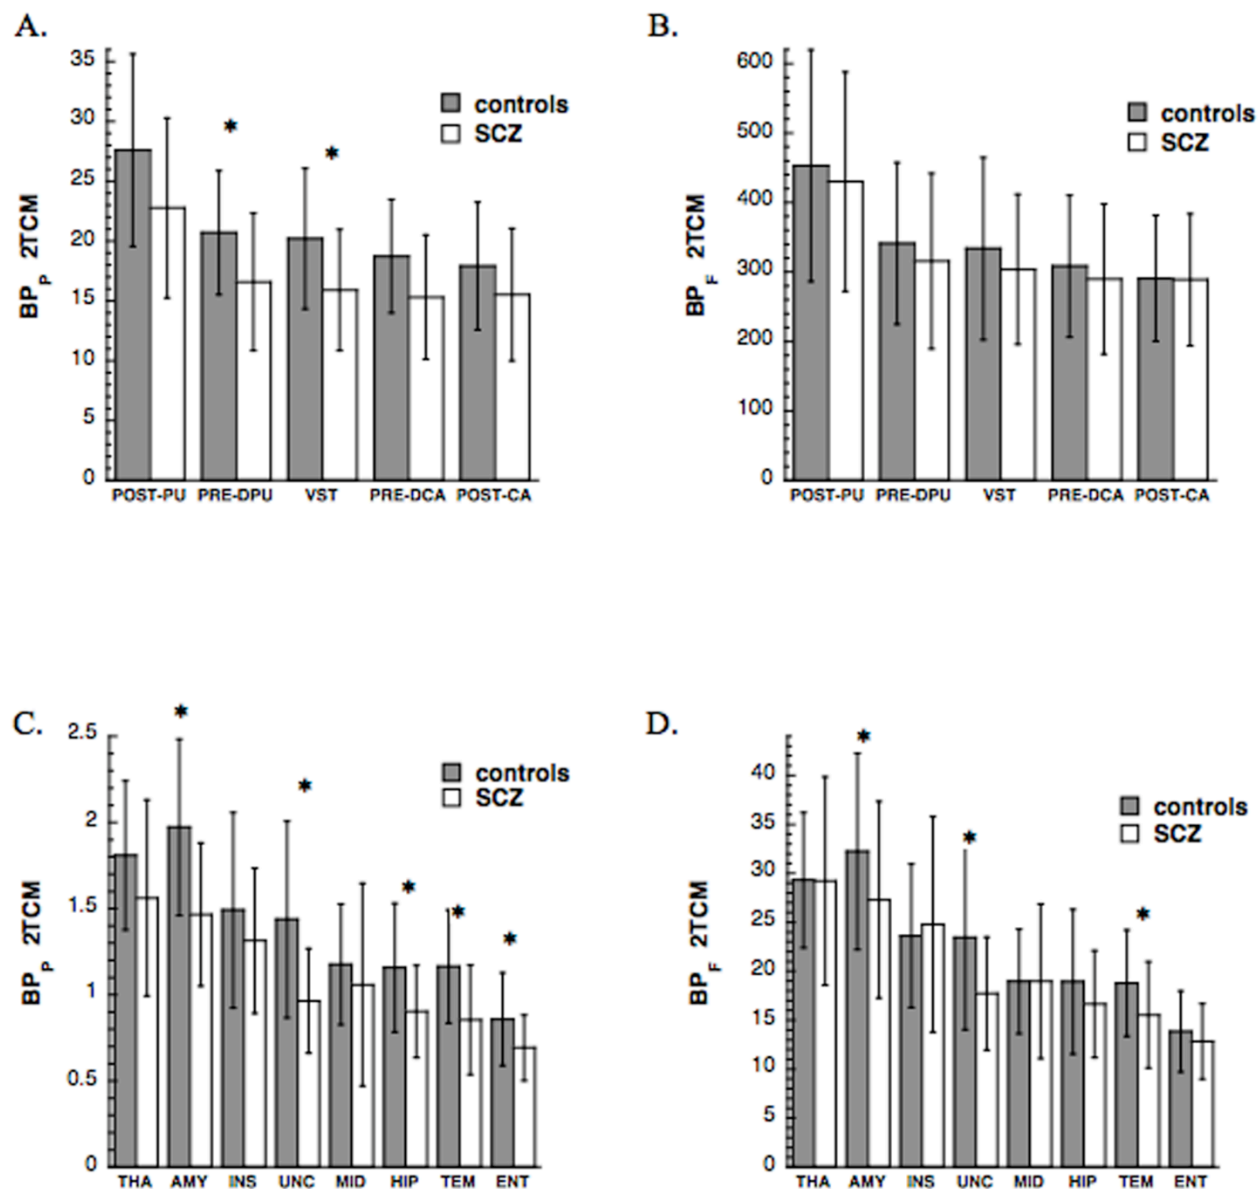 A.
BP_P 2TCM
35
30
25
20
15
10
5
0
controls
SCZ
*
*
POST-PU PRE-DPU VST PRE-DCA POST-CA
B.
BP_F 2TCM
600
500
400
300
200
100
0
controls
SCZ
POST-PU PRE-DPU VST PRE-DCA POST-CA
C.
BP_P 2TCM
2.5
2
1.5
1
0.5
0
controls
SCZ
*
*
*
*
*
THA AMY INS UNC MID HIP TEM ENT
D.
BP_F 2TCM
40
35
30
25
20
15
10
5
0
controls
SCZ
*
*
*
THA AMY INS UNC MID HIP TEM ENT